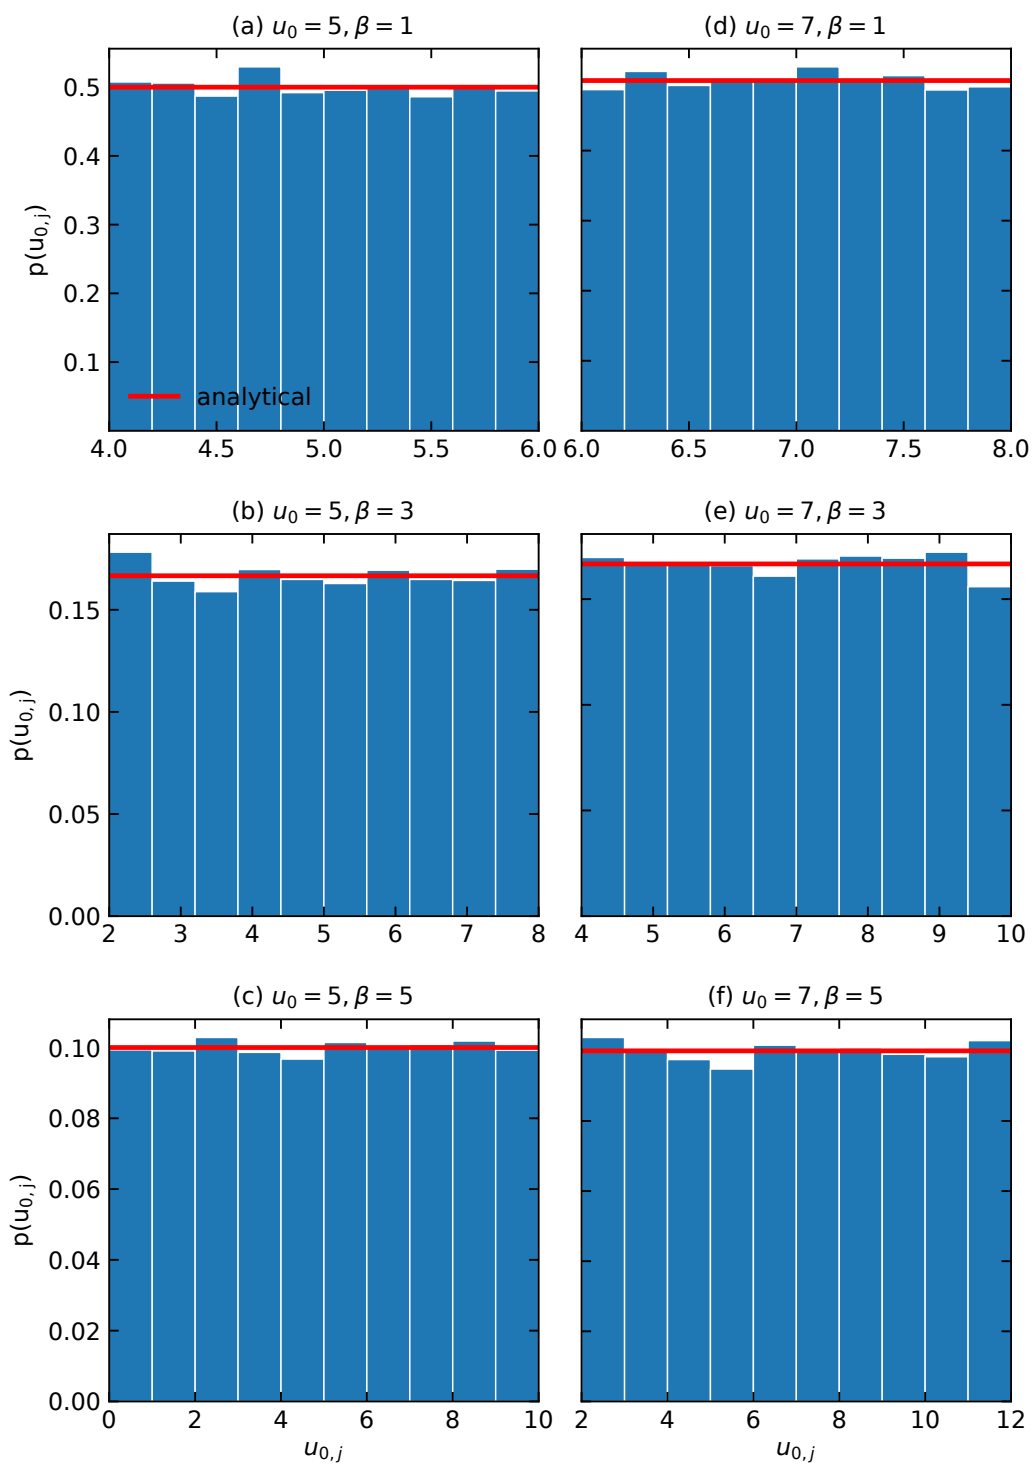 (a) u₀ = 5, β = 1
(d) u₀ = 7, β = 1
p(u₀,ⱼ)
0.5
0.4
0.3
0.2
0.1
analytical
4.0 4.5 5.0 5.5 6.0
6.0 6.5 7.0 7.5 8.0
(b) u₀ = 5, β = 3
(e) u₀ = 7, β = 3
p(u₀,ⱼ)
0.15
0.10
0.05
0.00
2 3 4 5 6 7 8
4 5 6 7 8 9 10
(c) u₀ = 5, β = 5
(f) u₀ = 7, β = 5
p(u₀,ⱼ)
0.10
0.08
0.06
0.04
0.02
0.00
0 2 4 6 8 10
2 4 6 8 10 12
u₀,ⱼ
u₀,ⱼ